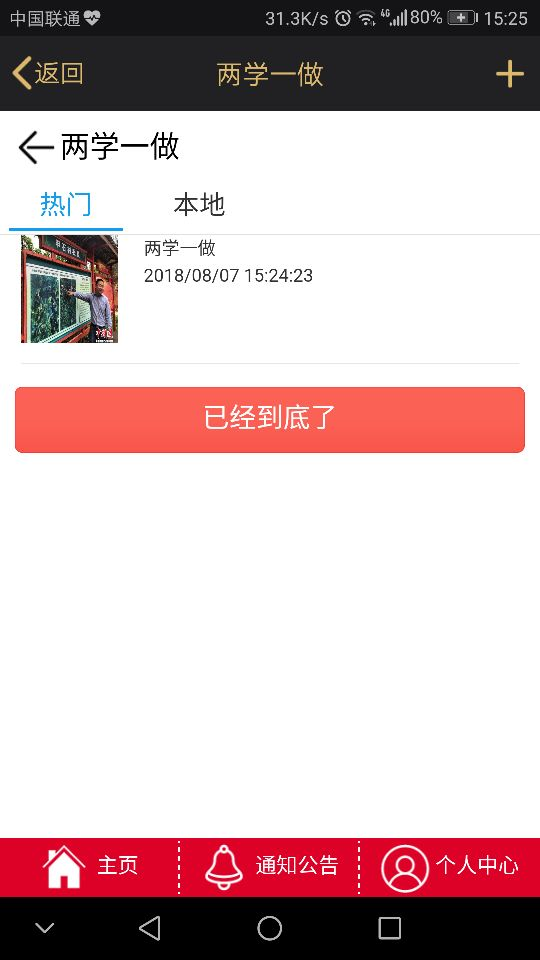 中国联通
31.3K/s 4G 80% 15:25
返回
两学一做
两学一做
热门
本地
两学一做
2018/08/07 15:24:23
已经到底了
主页
通知公告
个人中心